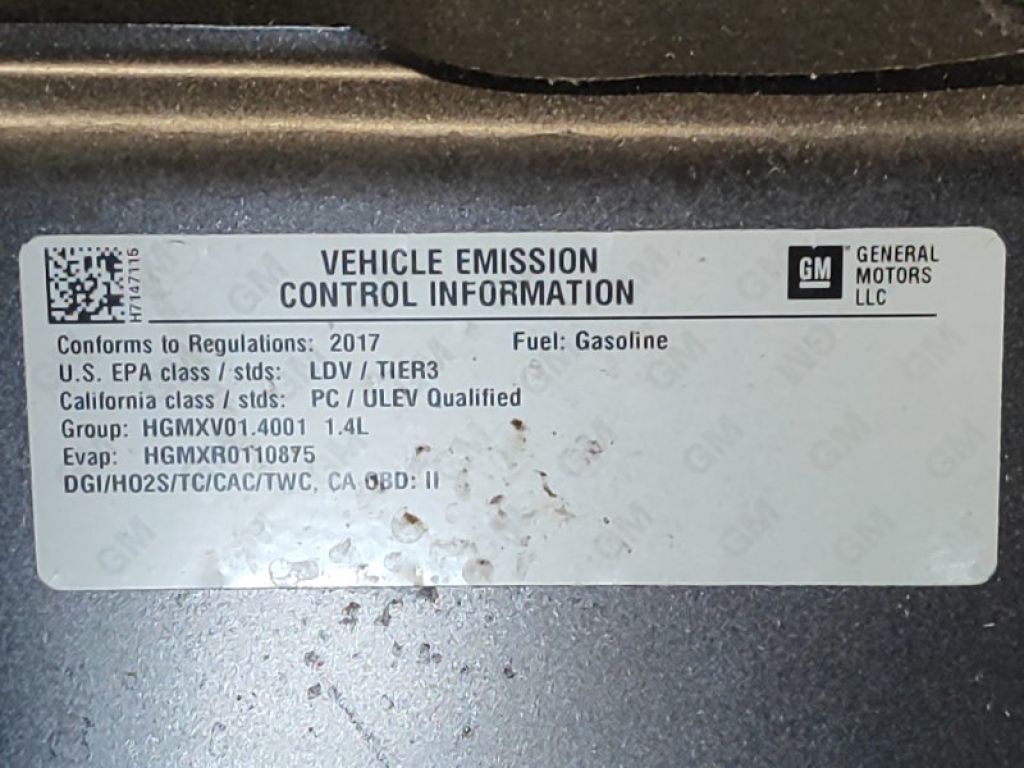 H7147115
VEHICLE EMISSION
CONTROL INFORMATION
GM
GENERAL
MOTORS
LLC
Conforms to Regulations: 2017 Fuel: Gasoline
U.S. EPA class / stds: LDV / TIER3
California class / stds: PC / ULEV Qualified
Group: HGMXV01.4001 1.4L
Evap: HGMXR0110875
DGI/HO2S/TC/CAC/TWC, CA OBD: II